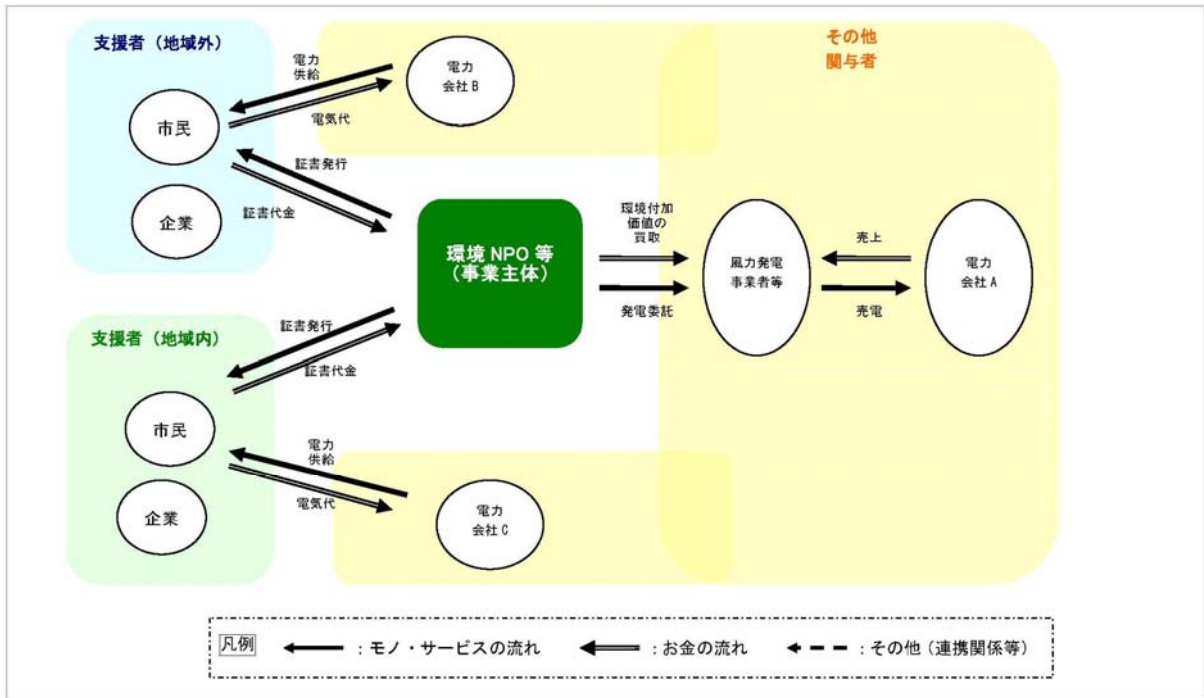 支援者（地域外）
その他
関与者
電力
供給
電力
会社 B
市民
電気代
証書発行
企業
証書代金
環境 NPO 等
（事業主体）
環境付加
価値の
買取
発電委託
風力発電
事業者等
売上
売電
電力
会社 A
支援者（地域内）
証書発行
証書代金
市民
電力
供給
電気代
企業
電力
会社 C
凡例
：モノ・サービスの流れ
：お金の流れ
：その他（連携関係等）